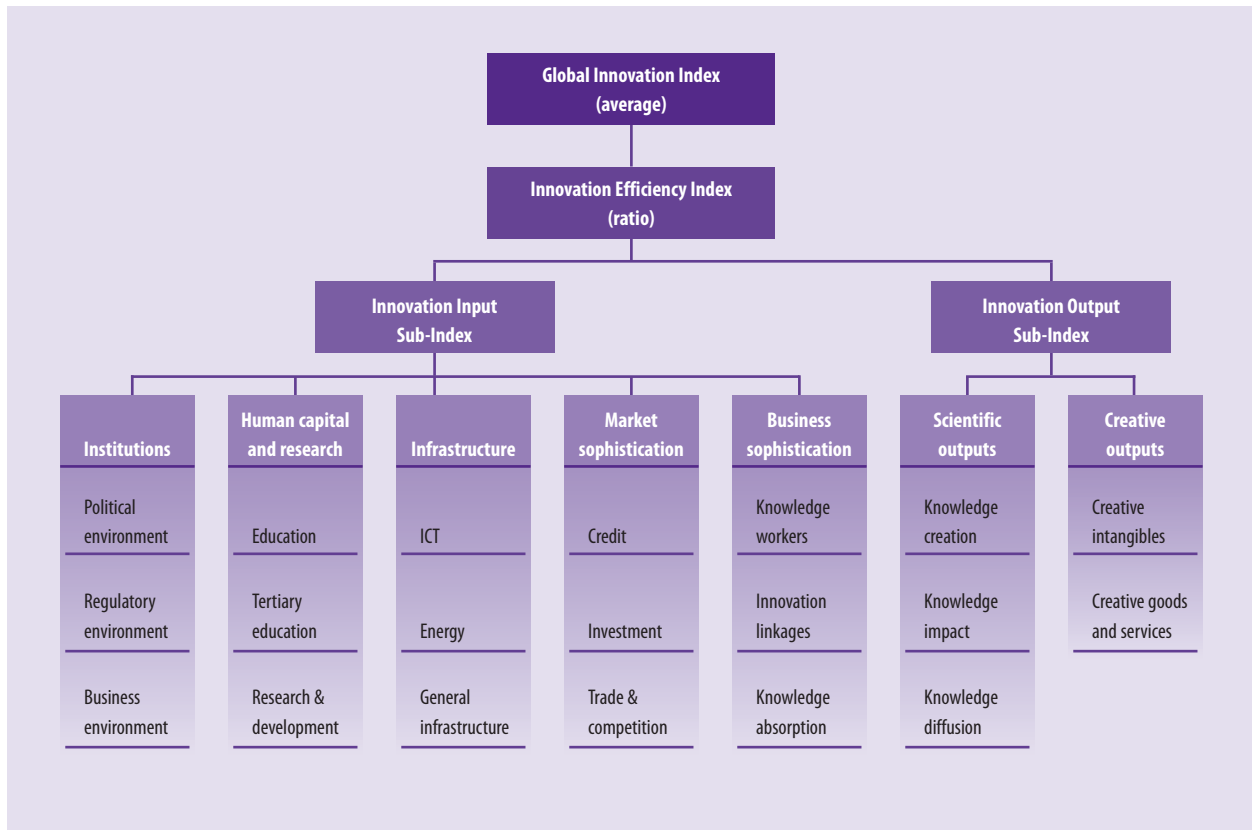 Global Innovation Index
(average)
Innovation Efficiency Index
(ratio)
Innovation Input
Sub-Index
Innovation Output
Sub-Index
Institutions
Human capital
and research
Infrastructure
Market
sophistication
Business
sophistication
Scientific
outputs
Creative
outputs
Political
environment
Education
ICT
Credit
Knowledge
workers
Knowledge
creation
Creative
intangibles
Regulatory
environment
Tertiary
education
Energy
Investment
Innovation
linkages
Knowledge
impact
Creative goods
and services
Business
environment
Research &
development
General
infrastructure
Trade &
competition
Knowledge
absorption
Knowledge
diffusion